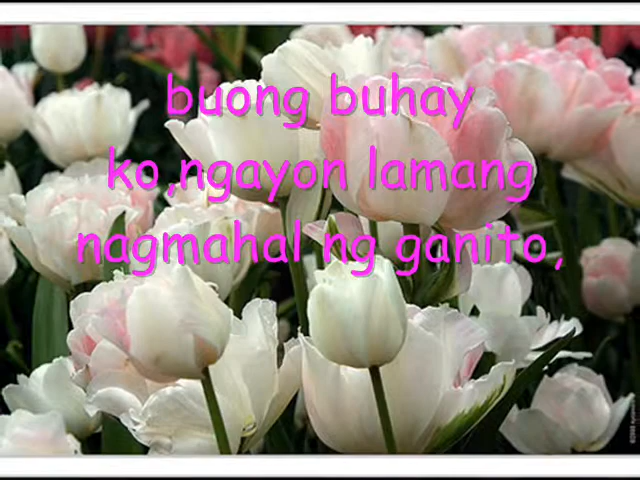 buong buhay
ko,ngayon lamang
nagmahal ng ganito,